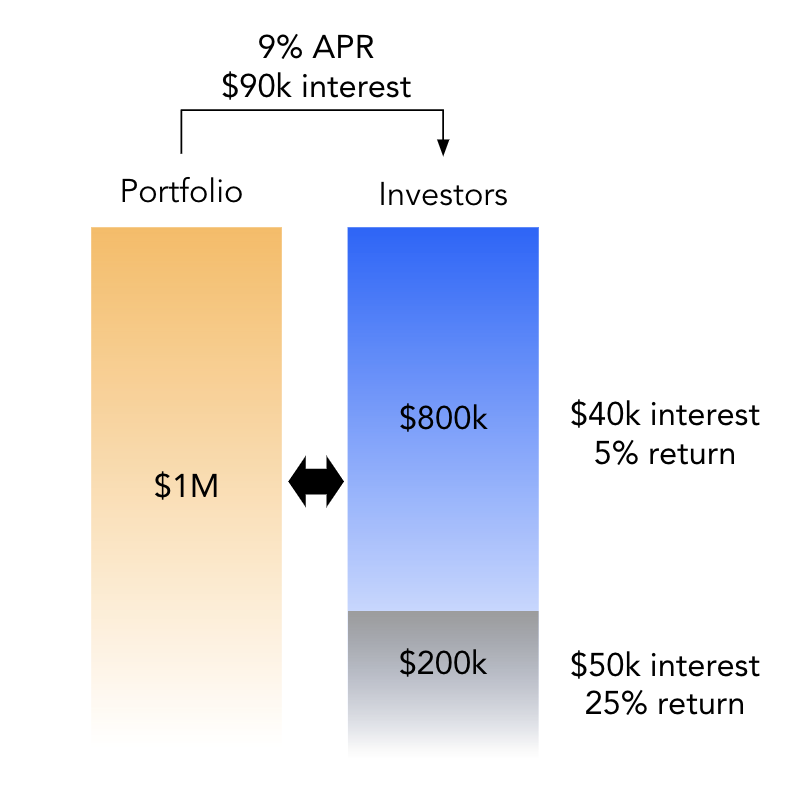 9% APR
$90k interest
Portfolio
Investors
$800k
$40k interest
5% return
$1M
$200k
$50k interest
25% return